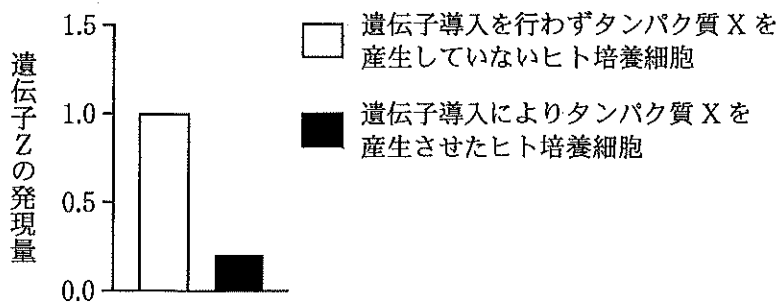 1.5
1.0
0.5
0.0
遺伝子Zの発現量
遺伝子導入を行わずタンパク質 X を
産生していないヒト培養細胞
遺伝子導入によりタンパク質 X を
産生させたヒト培養細胞